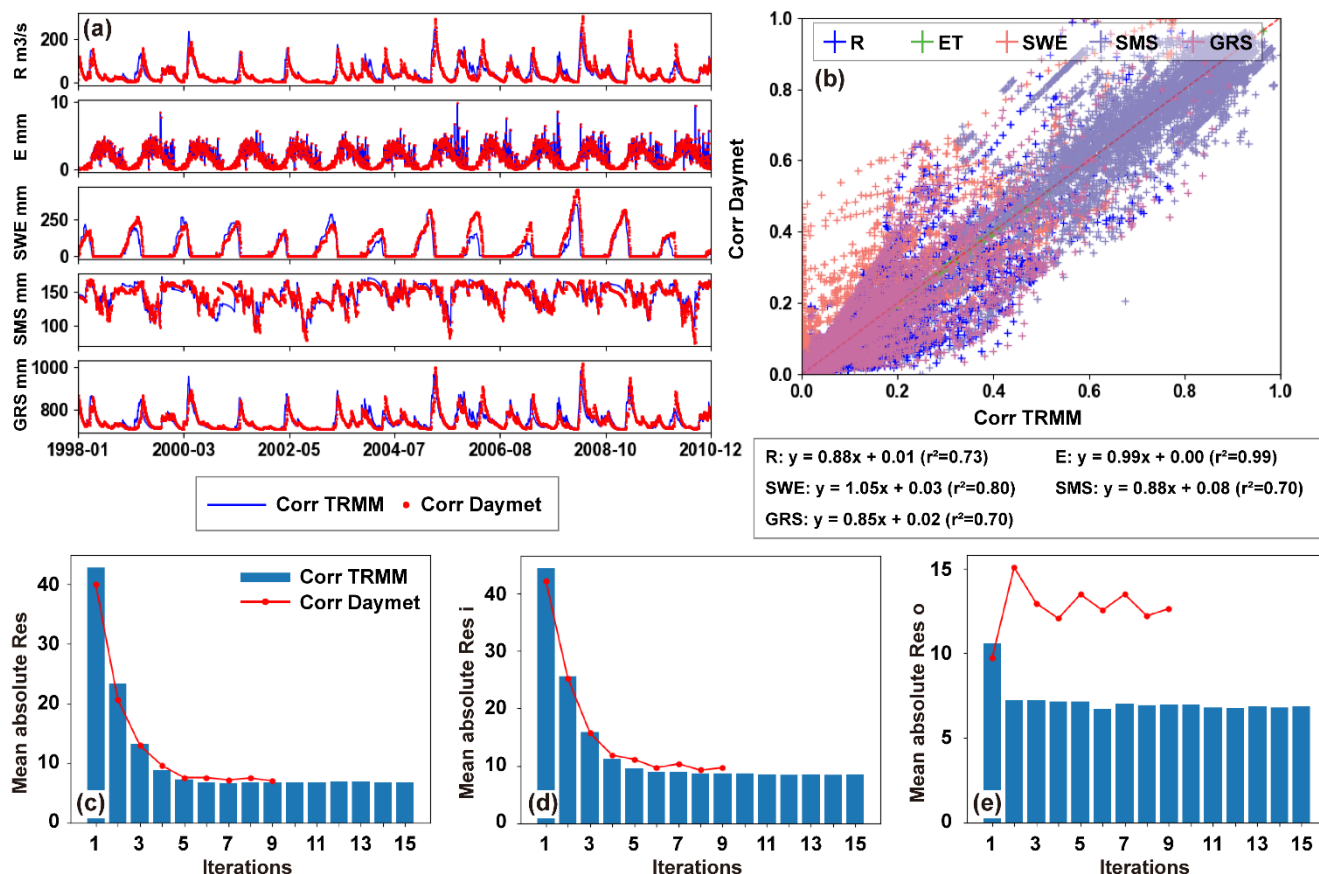 (a)
R m3/s
200
0
E mm
10
0
SWE mm
250
0
SMS mm
150
100
GRS mm
1000
800
1998-01 2000-03 2002-05 2004-07 2006-08 2008-10 2010-12
Corr TRMM Corr Daymet
(b)
R ET SWE SMS GRS
Corr Daymet
1.0
0.8
0.6
0.4
0.2
0.0
0.0 0.2 0.4 0.6 0.8 1.0
Corr TRMM
R: y = 0.88x + 0.01 (r²=0.73) E: y = 0.99x + 0.00 (r²=0.99)
SWE: y = 1.05x + 0.03 (r²=0.80) SMS: y = 0.88x + 0.08 (r²=0.70)
GRS: y = 0.85x + 0.02 (r²=0.70)
Mean absolute Res
40
30
20
10
0
Corr TRMM
Corr Daymet
(c)
1 3 5 7 9 11 13 15
Iterations
Mean absolute Res i
40
30
20
10
0
(d)
1 3 5 7 9 11 13 15
Iterations
Mean absolute Res o
15
10
5
0
(e)
1 3 5 7 9 11 13 15
Iterations